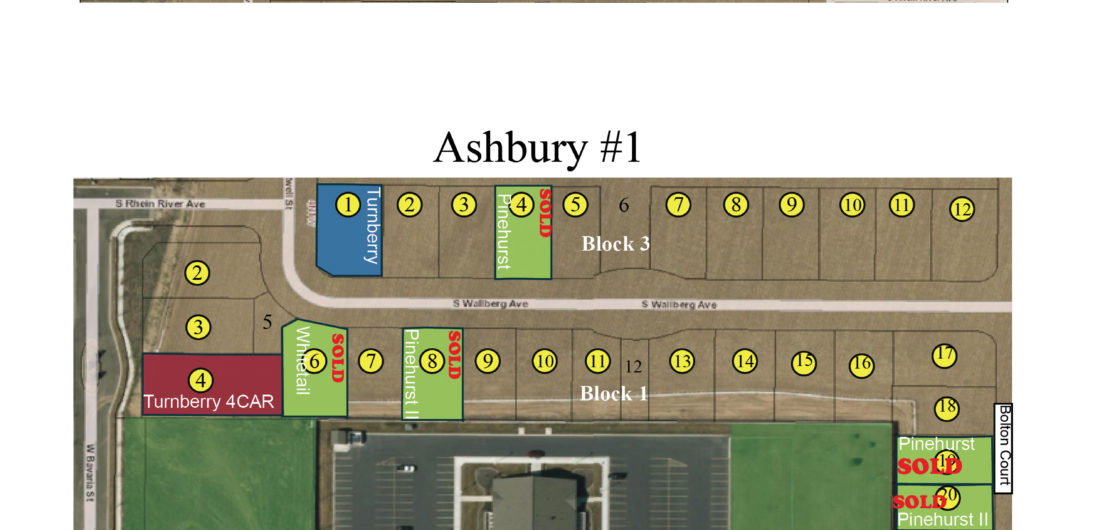 Ashbury #1
S Rhein River Ave
well St
1
Turnberry
2
3
4
Pinehurst
SOLD
5
6
7
8
9
10
11
12
Block 3
2
3
5
S Wallberg Ave
S Wallberg Ave
4
Turnberry 4CAR
Whitetail
6
SOLD
7
Pinehurst II
8
SOLD
9
10
11
12
13
14
15
16
17
Block 1
18
Bolton Court
Pinehurst
19
SOLD
20
SOLD
Pinehurst II
W Bavaria St